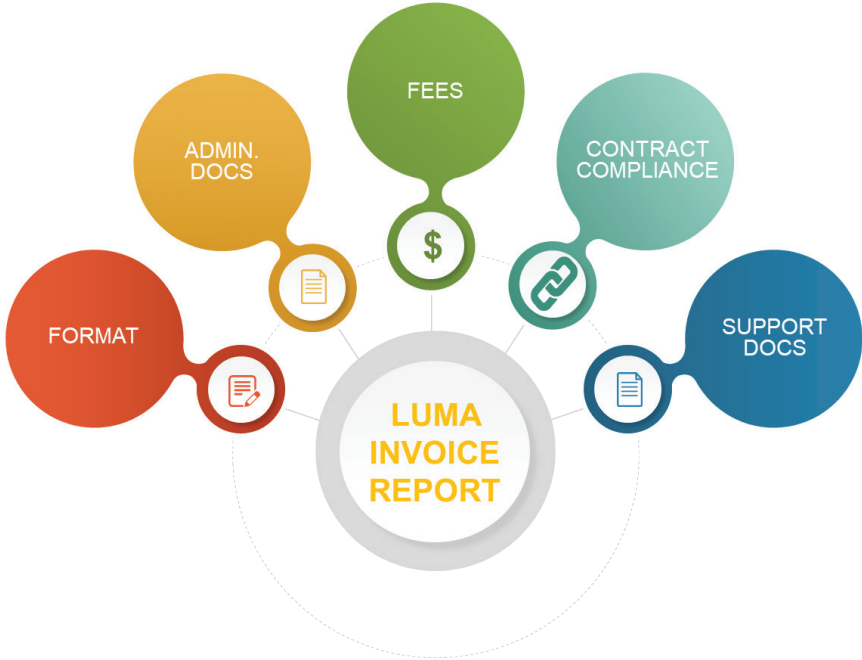 FEES
ADMIN.
DOCS
CONTRACT
COMPLIANCE
FORMAT
SUPPORT
DOCS
$
LUMA
INVOICE
REPORT